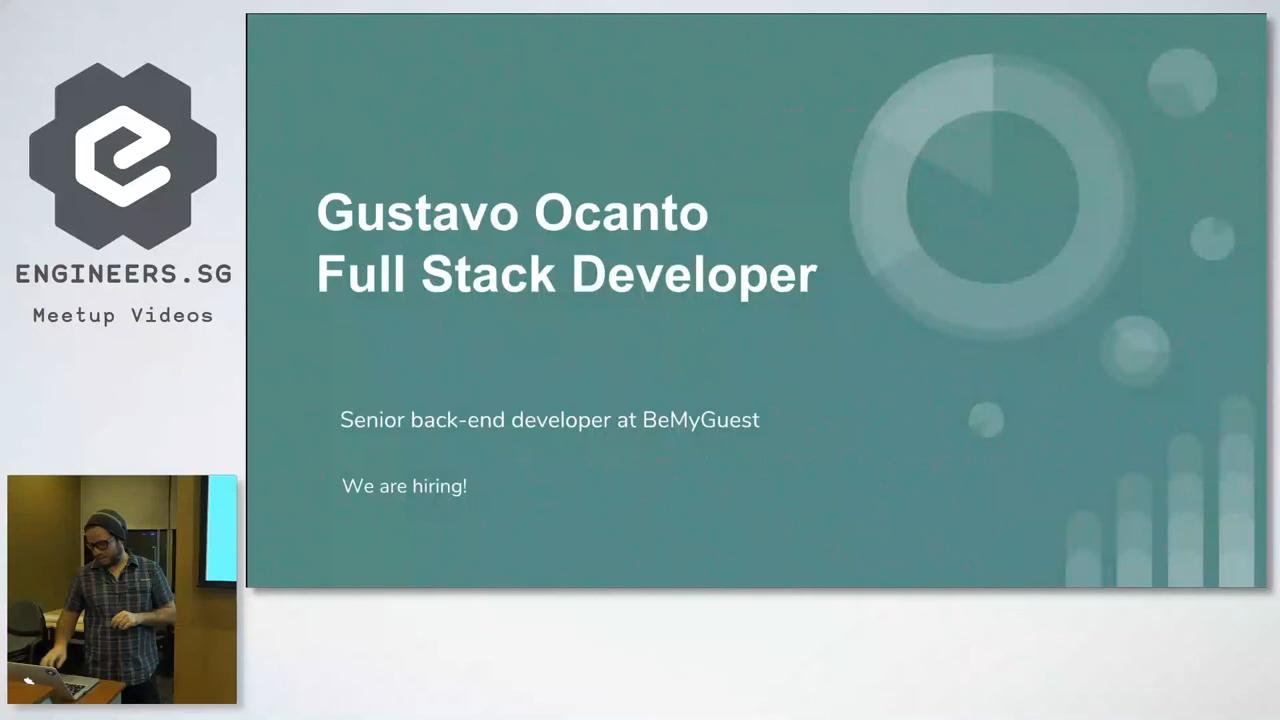 ENGINEERS.SG
Meetup Videos
Gustavo Ocanto
Full Stack Developer
Senior back-end developer at BeMyGuest
We are hiring!